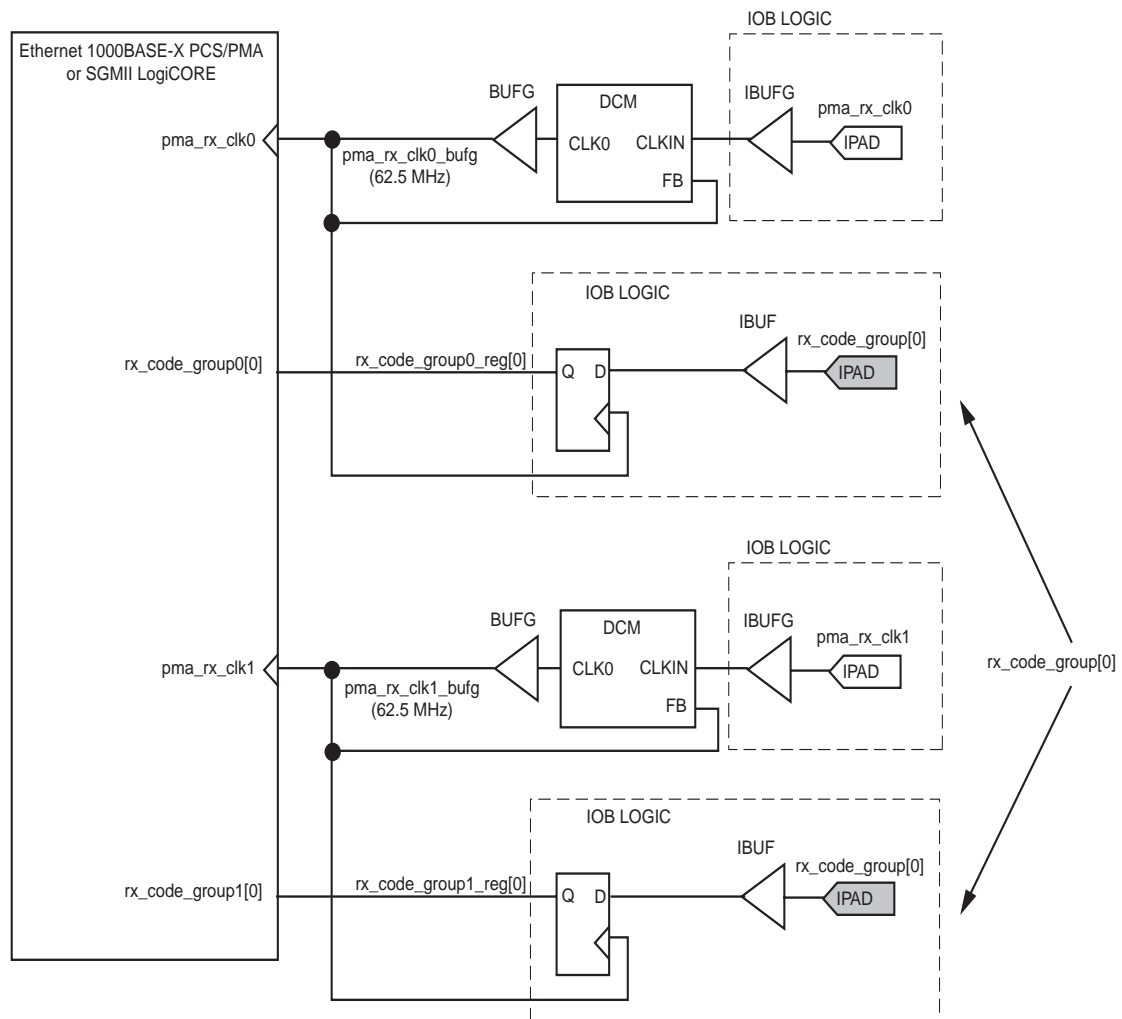 IOB LOGIC
Ethernet 1000BASE-X PCS/PMA
or SGMII LogiCORE
BUFG
DCM
IBUFG
pma_rx_clk0
pma_rx_clk0
CLK0
CLKIN
IPAD
pma_rx_clk0_bufg
(62.5 MHz)
FB
IOB LOGIC
IBUF
rx_code_group[0]
rx_code_group0[0]
rx_code_group0_reg[0]
Q
D
IPAD
IOB LOGIC
BUFG
DCM
IBUFG
pma_rx_clk1
pma_rx_clk1
CLK0
CLKIN
IPAD
rx_code_group[0]
pma_rx_clk1_bufg
(62.5 MHz)
FB
IOB LOGIC
IBUF
rx_code_group[0]
rx_code_group1[0]
rx_code_group1_reg[0]
Q
D
IPAD